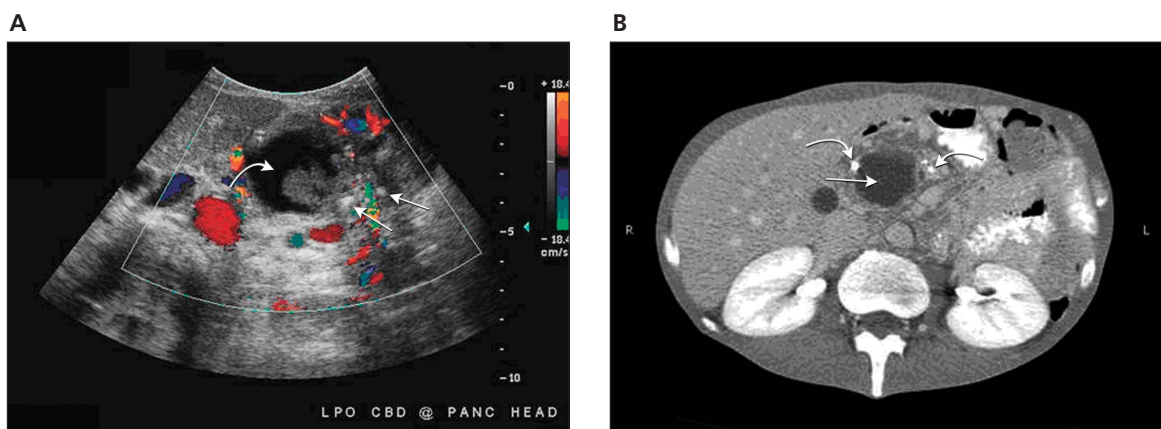 A
B
+ 18.4
- 18.4
cm/s
-0
-5
-10
LPO CBD @ PANC HEAD
R
L